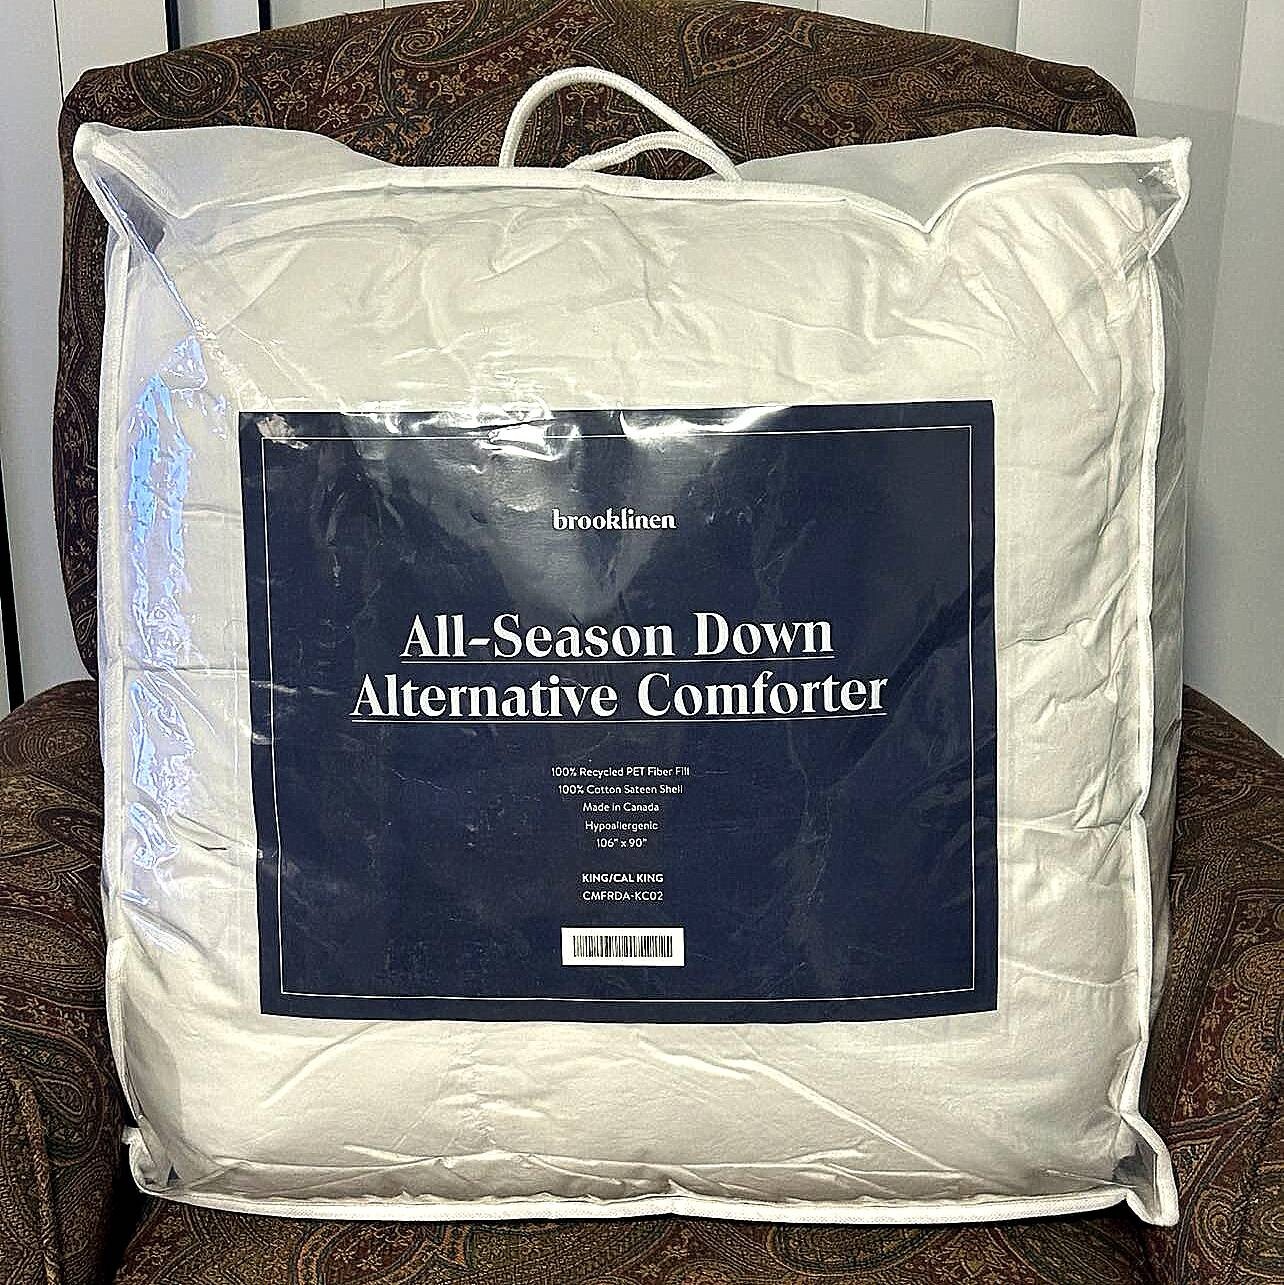 brooklinen
All-Season Down
Alternative Comforter
100% Recycled PET Fiber Fill
100% Cotton Sateen Shell
Made in Canada
Hypoallergenic
106" x 90"
KING/CAL KING
CMFRDA-KC02